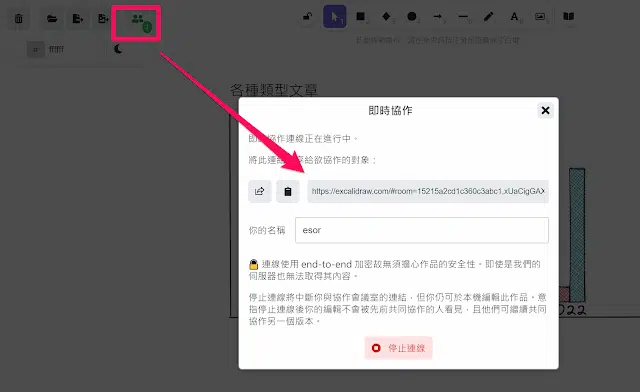 ffffff
各種類型文章
即時協作
即時協作連線正在進行中。
將此連結分享給欲協作的對象：
https://excalidraw.com/#room=15215a2cd1c360c3abc1,xUaCigGAX
你的名稱
esor
連線使用 end-to-end 加密故無須擔心作品的安全性。即使是我們的
伺服器也無法取得其內容。
停止連線將中斷你與協作會議室的連結，但你仍可於本機編輯此作品。意
指停止連線後你的編輯不會被先前共同協作的人看見，且他們可繼續共同
協作另一個版本。
停止連線
022